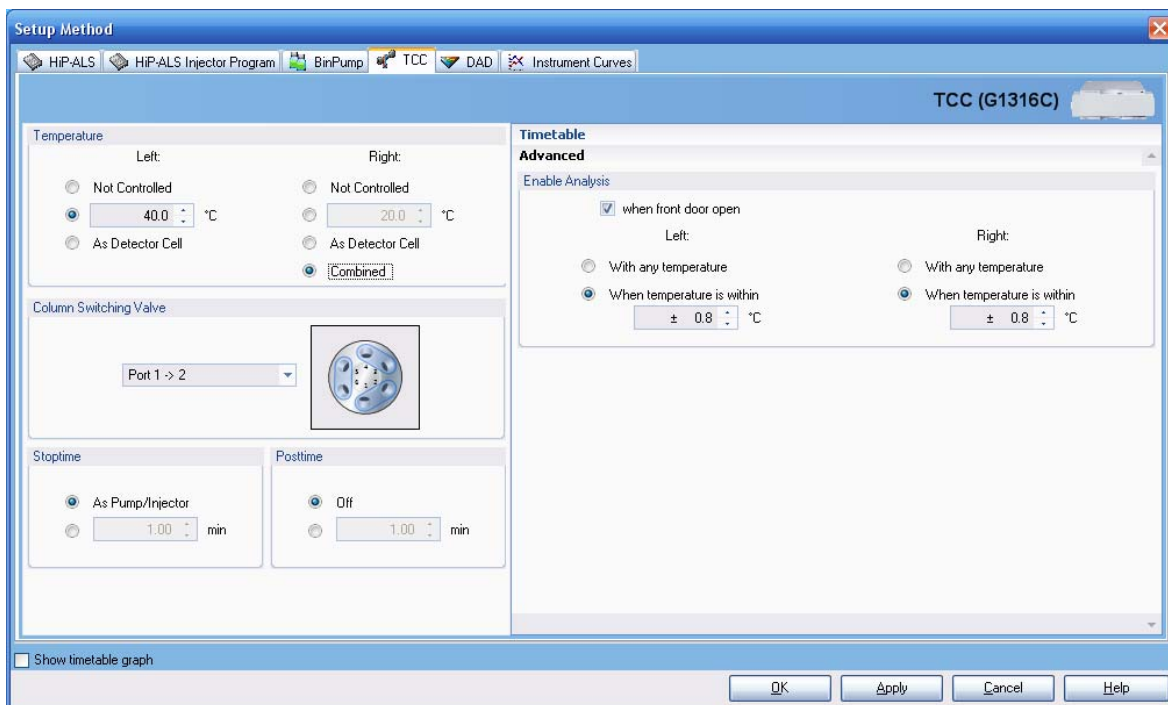 Setup Method
HiP-ALS HiP-ALS Injector Program BinPump TCC DAD Instrument Curves
TCC (G1316C)
Temperature
Left: Right:
Not Controlled Not Controlled
40.0 °C 20.0 °C
As Detector Cell As Detector Cell
Combined
Column Switching Valve
Port 1 -> 2
Stoptime Posttime
As Pump/Injector Off
1.00 min 1.00 min
Timetable
Advanced
Enable Analysis
when front door open
Left: Right:
With any temperature With any temperature
When temperature is within When temperature is within
± 0.8 °C ± 0.8 °C
Show timetable graph
OK Apply Cancel Help